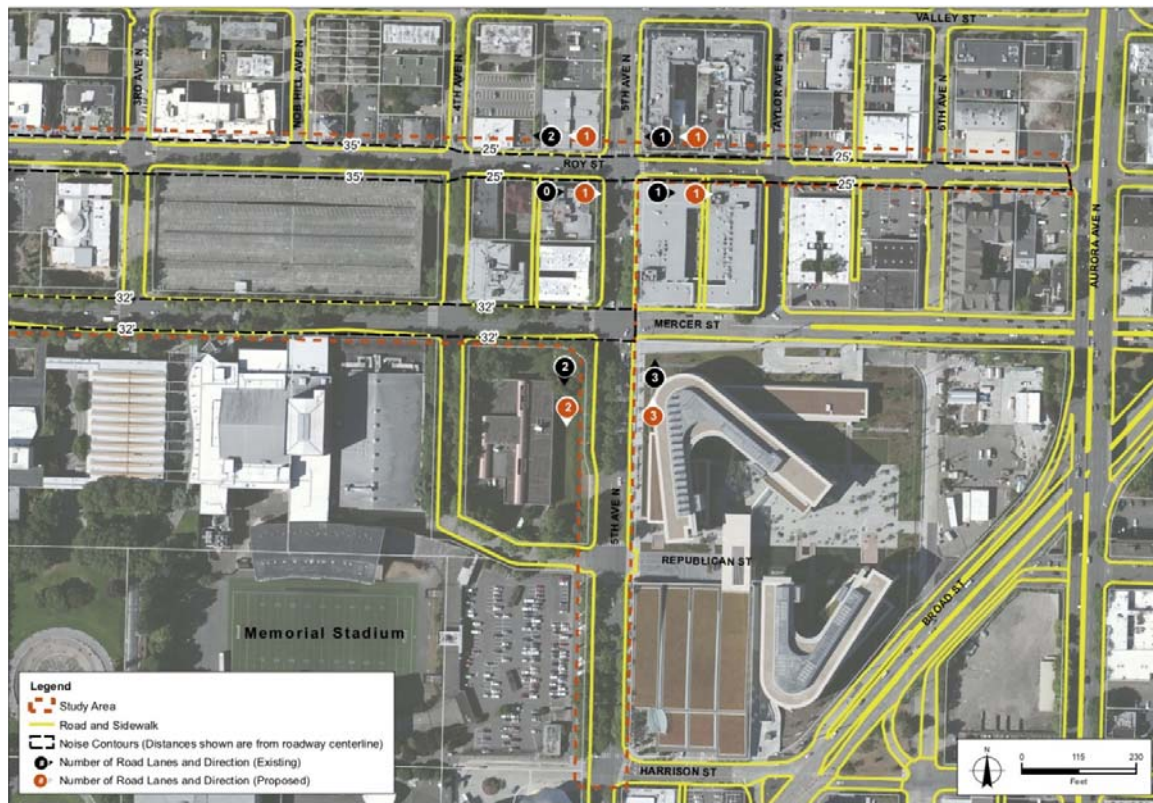 VALLEY ST
3RD AVE N
NOB HILL AVE N
4TH AVE N
5TH AVE N
TAYLOR AVE N
6TH AVE N
AURORA AVE N
35'
25'
2
1
1
1
25'
ROY ST
35'
25'
0
1
1
1
25'
32'
32'
MERCER ST
32'
32'
2
3
2
3
5TH AVE N
REPUBLICAN ST
BROAD ST
Memorial Stadium
HARRISON ST
Legend
Study Area
Road and Sidewalk
Noise Contours (Distances shown are from roadway centerline)
# Number of Road Lanes and Direction (Existing)
# Number of Road Lanes and Direction (Proposed)
N
0 115 230
Feet